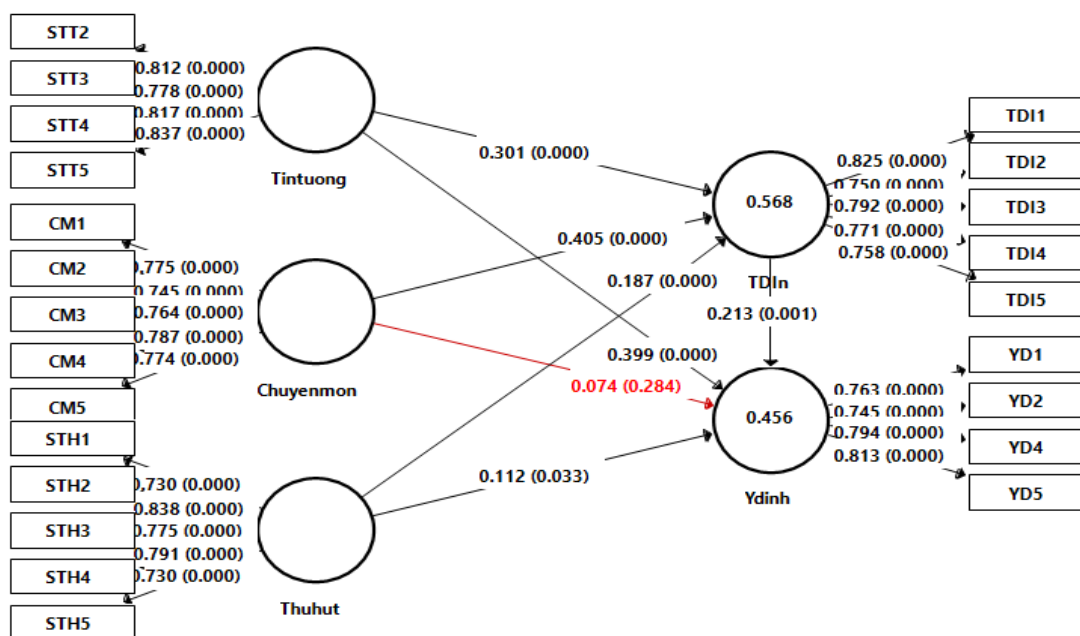 STT2
STT3
STT4
STT5
0.812 (0.000)
0.778 (0.000)
0.817 (0.000)
0.837 (0.000)
Tintuong
CM1
CM2
CM3
CM4
CM5
0.775 (0.000)
0.745 (0.000)
0.764 (0.000)
0.787 (0.000)
0.774 (0.000)
Chuyenmon
STH1
STH2
STH3
STH4
STH5
0.730 (0.000)
0.838 (0.000)
0.775 (0.000)
0.791 (0.000)
0.730 (0.000)
Thuhut
0.301 (0.000)
0.405 (0.000)
0.187 (0.000)
0.399 (0.000)
0.074 (0.284)
0.112 (0.033)
0.568
TDIn
0.213 (0.001)
0.456
Ydinh
0.825 (0.000)
0.750 (0.000)
0.792 (0.000)
0.771 (0.000)
0.758 (0.000)
TDI1
TDI2
TDI3
TDI4
TDI5
0.763 (0.000)
0.745 (0.000)
0.794 (0.000)
0.813 (0.000)
YD1
YD2
YD4
YD5